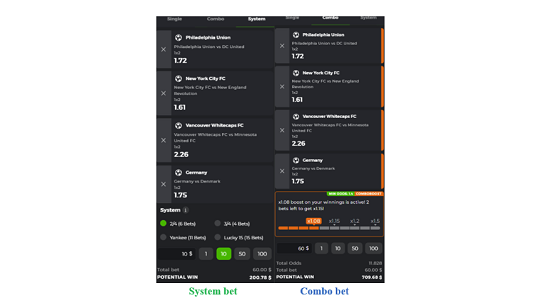 Single Combo System
Philadelphia Union
Philadelphia Union vs DC United
1x2
1.72
New York City FC
New York City FC vs New England
Revolution
1x2
1.61
Vancouver Whitecaps FC
Vancouver Whitecaps FC vs Minnesota
United FC
1x2
2.26
Germany
Germany vs Denmark
1x2
1.75
System
2/4 (6 Bets) 3/4 (4 Bets)
Yankee (11 Bets) Lucky 15 (15 Bets)
10 $ 1 10 50 100
Total bet 60.00 $
POTENTIAL WIN 200.78 $
System bet
Single Combo System
Philadelphia Union
Philadelphia Union vs DC United
1x2
1.72
New York City FC
New York City FC vs New England
Revolution
1x2
1.61
Vancouver Whitecaps FC
Vancouver Whitecaps FC vs Minnesota
United FC
1x2
2.26
Germany
Germany vs Denmark
1x2
1.75
x1.08 boost on your winnings is active! 2
bets left to get x1.15!
x1.08 x1.15 x1.2 x1.5
60 $ 1 10 50 100
Total Odds 11.828
Total bet 60.00 $
POTENTIAL WIN 709.68 $
Combo bet